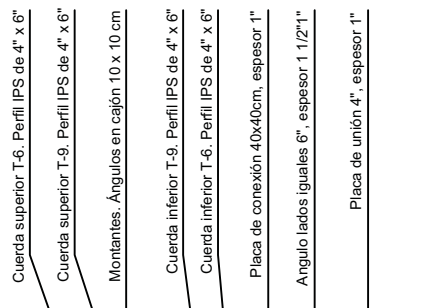 Cuerda superior T-6. Perfil IPS de 4" x 6"
Cuerda superior T-9. Perfil IPS de 4" x 6"
Montantes. Ángulos en cajón 10 x 10 cm
Cuerda inferior T-9. Perfil IPS de 4" x 6"
Cuerda inferior T-6. Perfil IPS de 4" x 6"
Placa de conexión 40x40cm, espesor 1"
Angulo lados iguales 6", espesor 1 1/2"1"
Placa de unión 4", espesor 1"